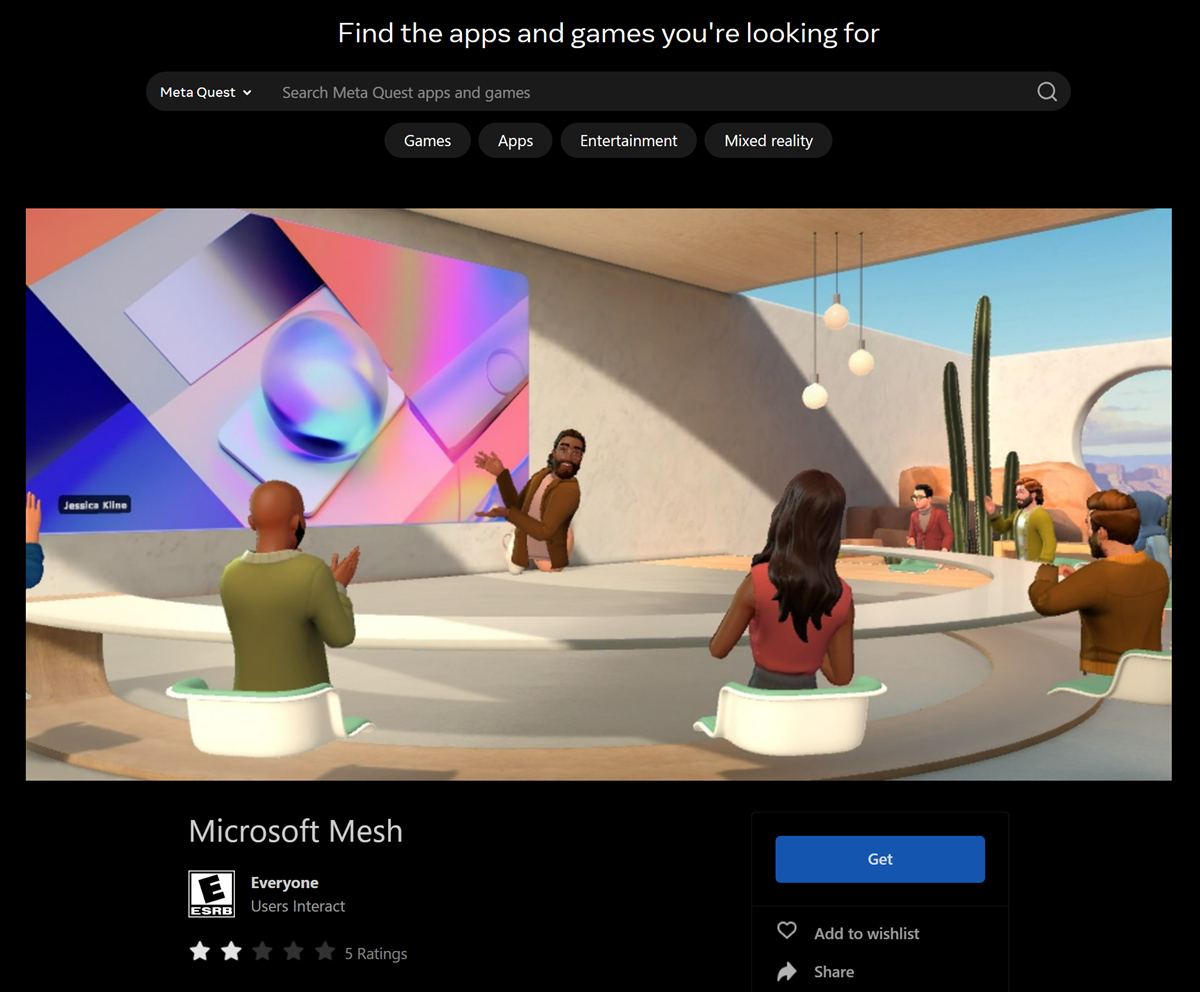 Find the apps and games you're looking for
Meta Quest
Search Meta Quest apps and games
Games
Apps
Entertainment
Mixed reality
Jessica Kline
Microsoft Mesh
E
ESRB
Everyone
Users Interact
5 Ratings
Get
Add to wishlist
Share